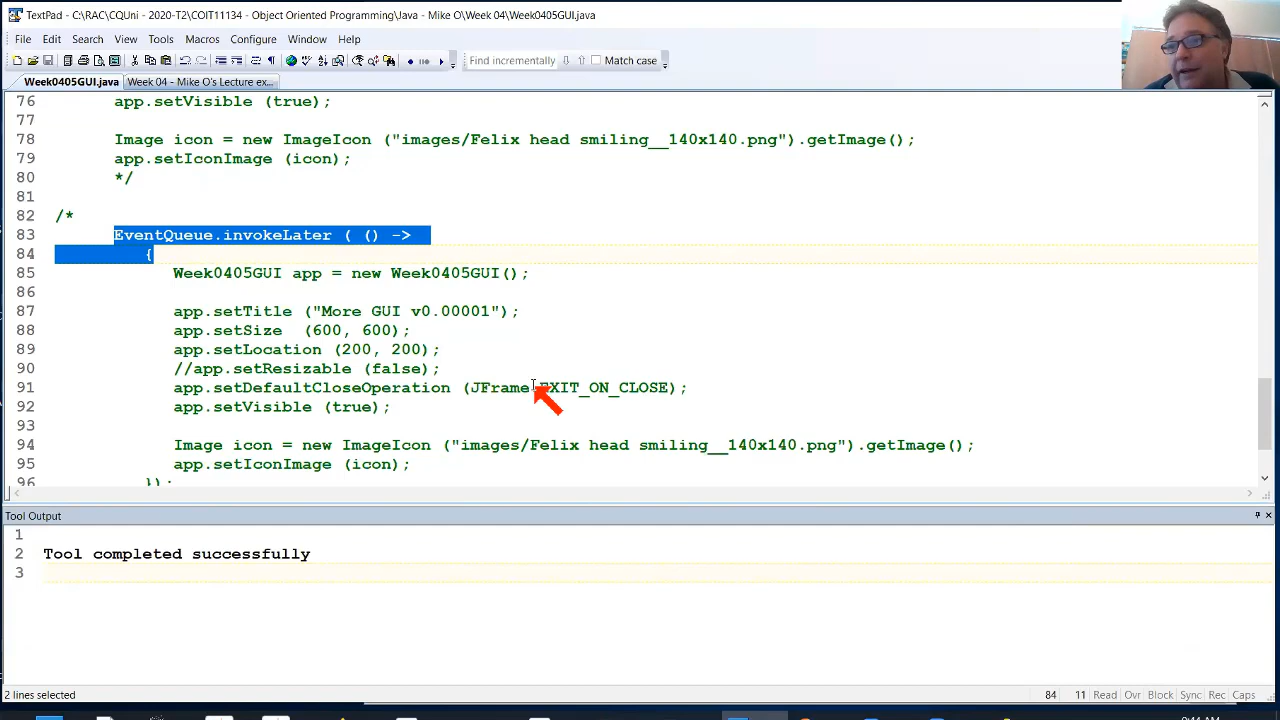 TextPad - C:\RAC\CQUni - 2020-T2\COIT11134 - Object Oriented Programming\Java - Mike O\Week 04\Week0405GUI.java
File Edit Search View Tools Macros Configure Window Help
Find incrementally Match case
Week0405GUI.java Week 04 - Mike O's Lecture ex...
76 app.setVisible (true);
77
78 Image icon = new ImageIcon ("images/Felix head smiling__140x140.png").getImage();
79 app.setIconImage (icon);
80 */
81
82 /*
83 EventQueue.invokeLater ( () ->
84 {
85 Week0405GUI app = new Week0405GUI();
86
87 app.setTitle ("More GUI v0.00001");
88 app.setSize (600, 600);
89 app.setLocation (200, 200);
90 //app.setResizable (false);
91 app.setDefaultCloseOperation (JFrame.EXIT_ON_CLOSE);
92 app.setVisible (true);
93
94 Image icon = new ImageIcon ("images/Felix head smiling__140x140.png").getImage();
95 app.setIconImage (icon);
96 });
Tool Output
1
2 Tool completed successfully
3
2 lines selected 84 11 Read Ovr Block Sync Rec Caps